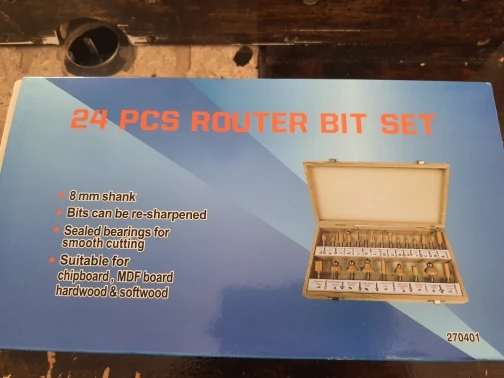 24 PCS ROUTER BIT SET
8 mm shank
Bits can be re-sharpened
Sealed bearings for
smooth cutting
Suitable for
chipboard , MDF board
hardwood & softwood
270401